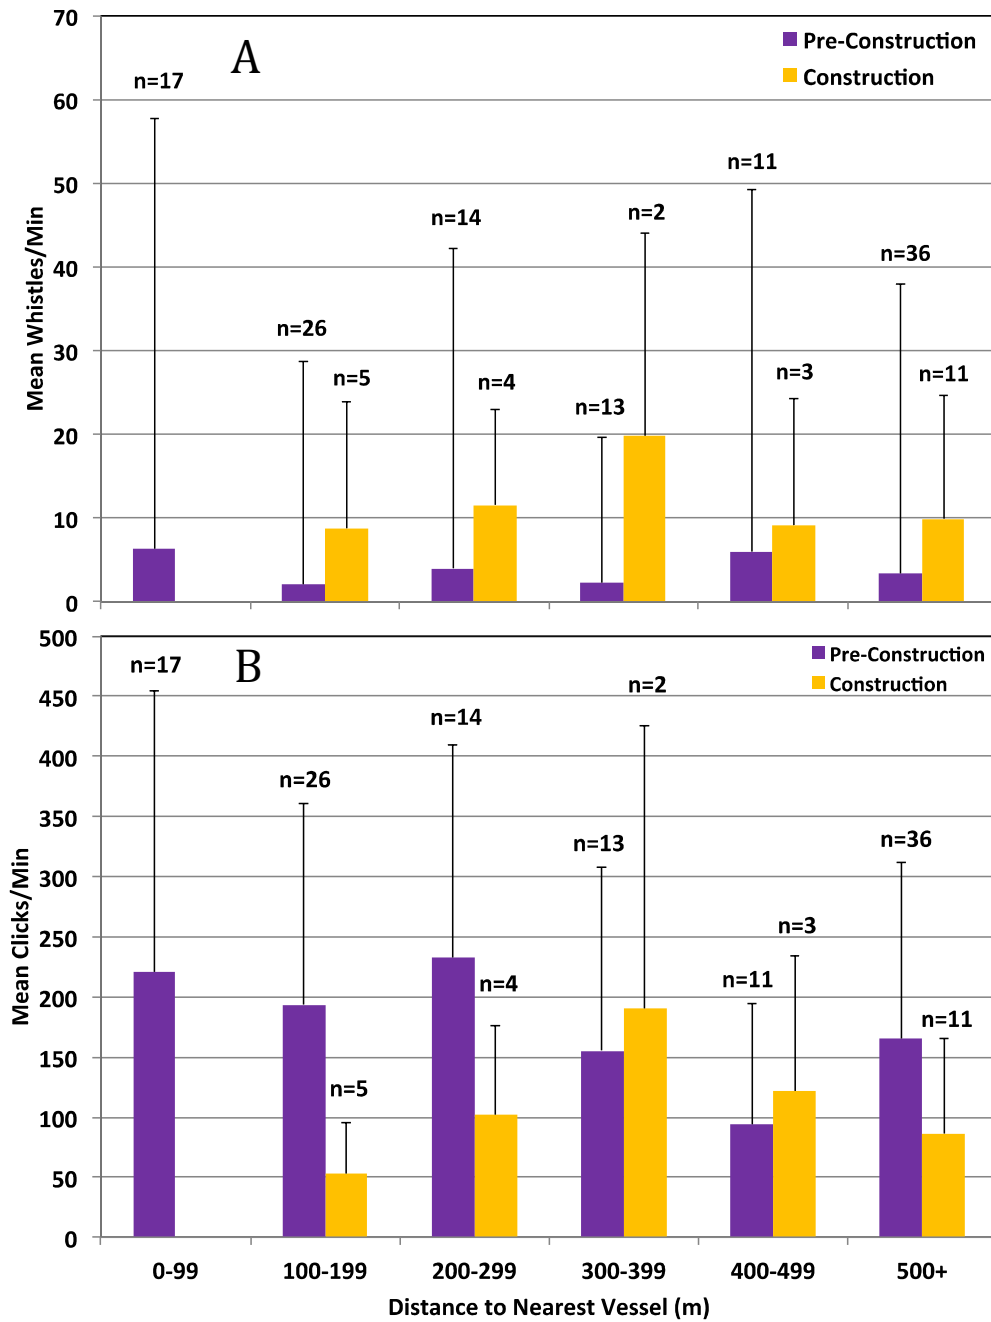 70
60
50
40
30
20
10
0
Mean Whistles/Min
A
Pre-Construction
Construction
n=17
n=26
n=5
n=14
n=4
n=13
n=2
n=11
n=3
n=36
n=11
500
450
400
350
300
250
200
150
100
50
0
Mean Clicks/Min
B
Pre-Construction
Construction
n=17
n=26
n=5
n=14
n=4
n=13
n=2
n=11
n=3
n=36
n=11
0-99 100-199 200-299 300-399 400-499 500+
Distance to Nearest Vessel (m)